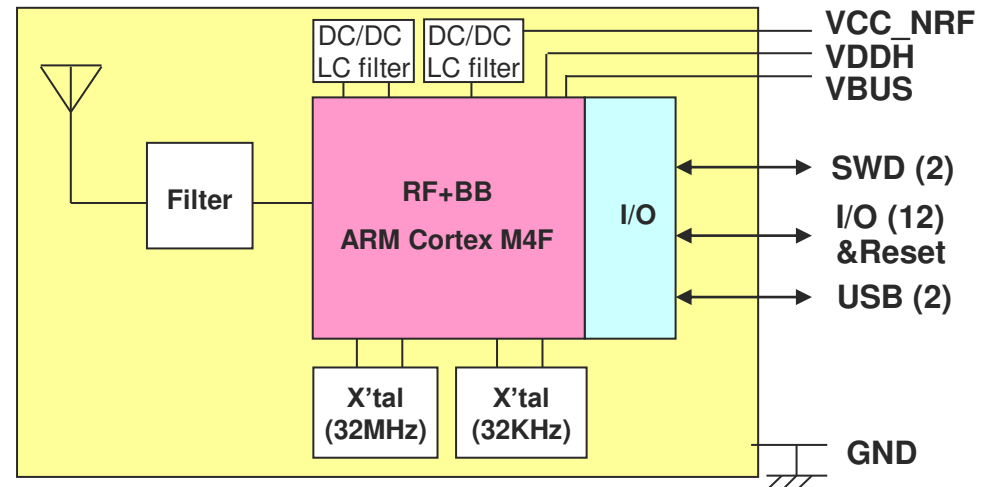 DC/DC
LC filter
DC/DC
LC filter
VCC_NRF
VDDH
VBUS
Filter
RF+BB
ARM Cortex M4F
I/O
SWD (2)
I/O (12)
&Reset
USB (2)
X'tal
(32MHz)
X'tal
(32KHz)
GND